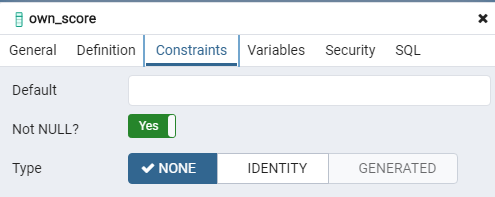 own_score
General Definition Constraints Variables Security SQL
Default
Not NULL? Yes
Type NONE IDENTITY GENERATED